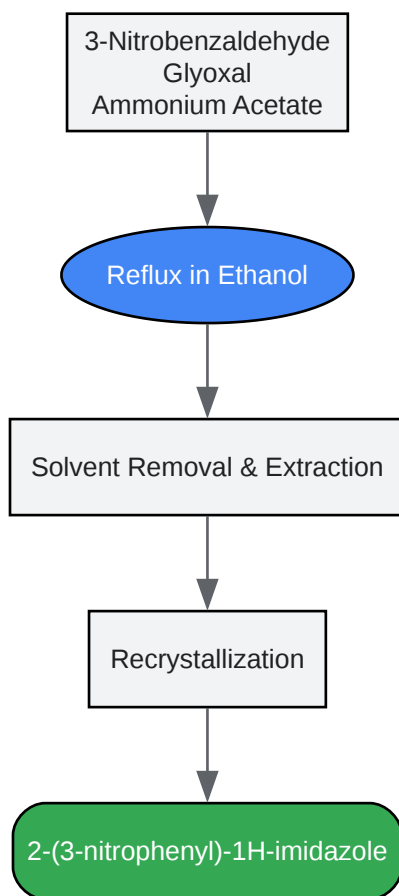 3-Nitrobenzaldehyde
Glyoxal
Ammonium Acetate
Reflux in Ethanol
Solvent Removal & Extraction
Recrystallization
2-(3-nitrophenyl)-1H-imidazole